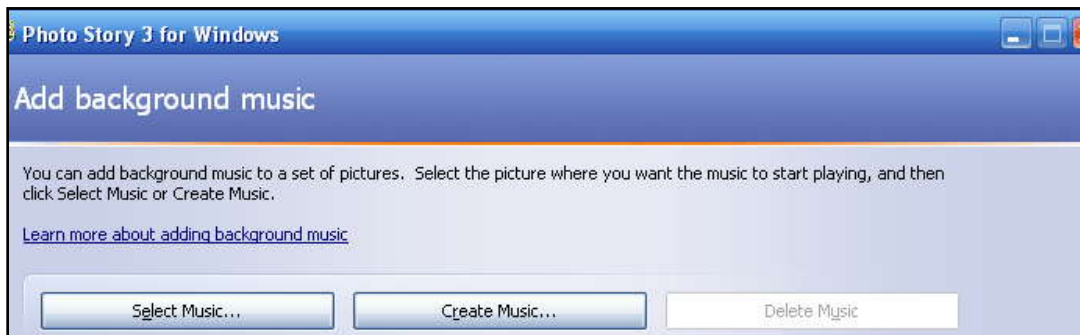 Photo Story 3 for Windows
Add background music
You can add background music to a set of pictures.  Select the picture where you want the music to start playing, and then
click Select Music or Create Music.
Learn more about adding background music
Select Music... Create Music... Delete Music